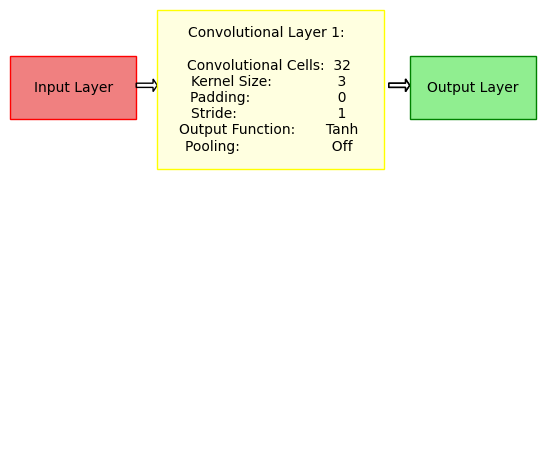 Input Layer
Convolutional Layer 1:
Convolutional Cells: 32
Kernel Size: 3
Padding: 0
Stride: 1
Output Function: Tanh
Pooling: Off
Output Layer